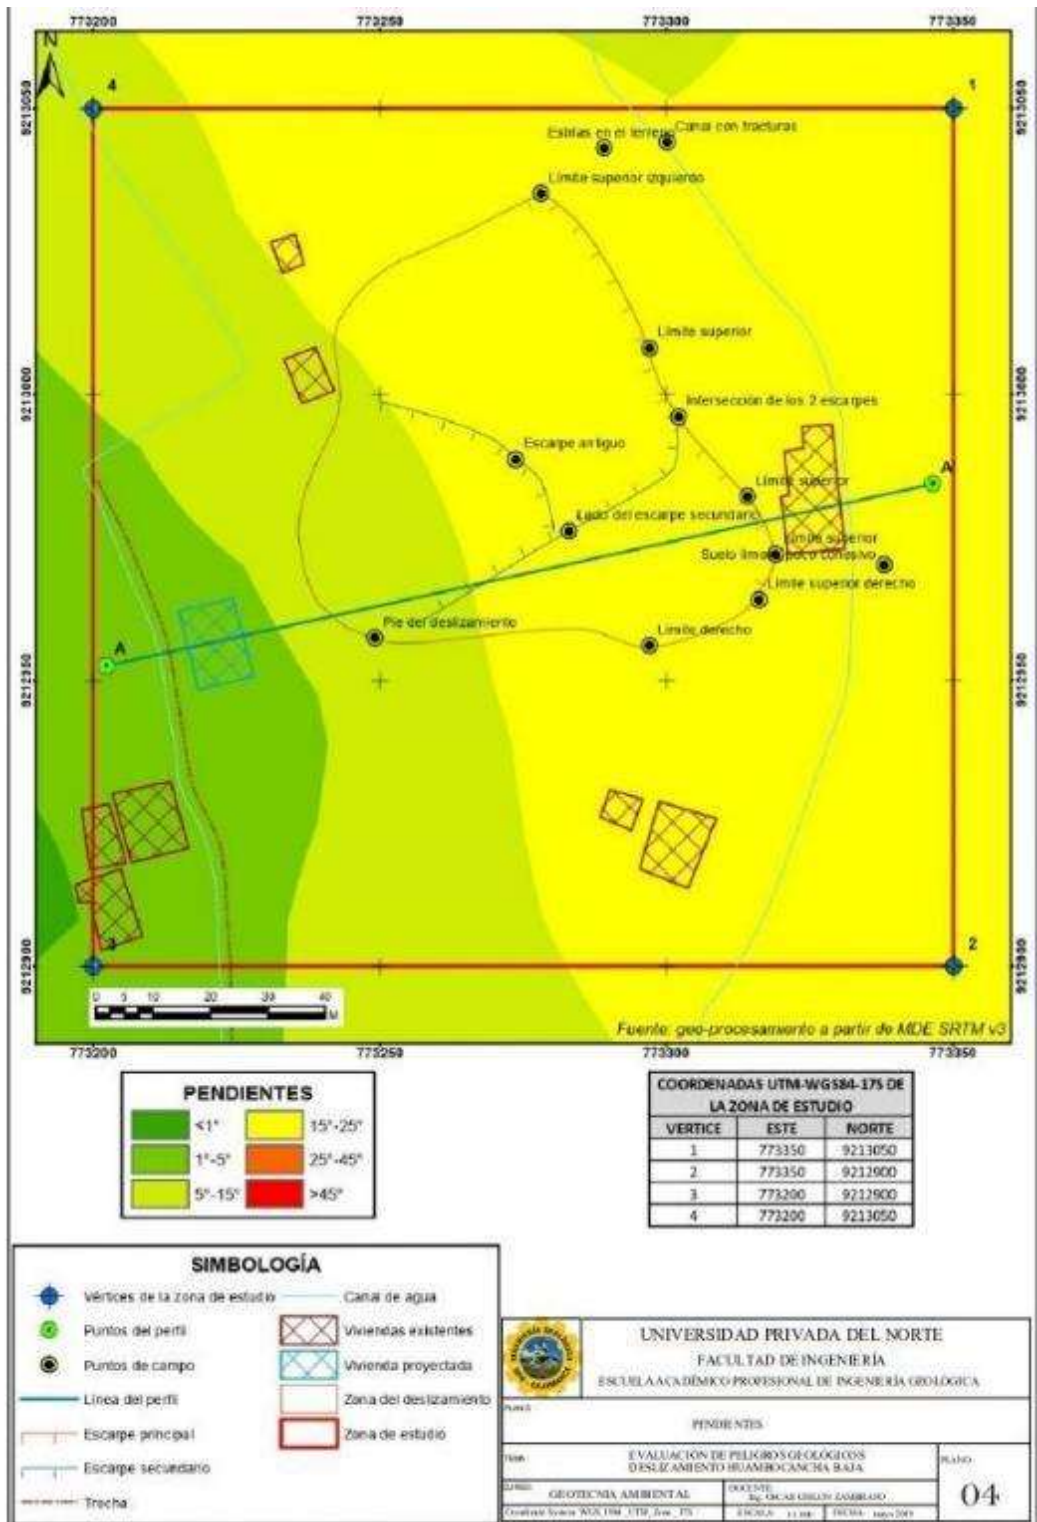 773200 773250 773300 773350
N
4
1
9213050
9213050
Estrías en el terreno
Canal con fracturas
Límite superior izquierdo
Límite superior
9213000
9213000
Intersección de los 2 escarpes
Escarpe antiguo
A'
Límite superior
Lado del escarpe secundario
Límite superior
Suelo limoso poco cohesivo
Límite superior derecho
Pie del deslizamiento
Límite derecho
A
9212950
9212950
3
2
9212900
9212900
0 5 10 20 30 40
M
Fuente: geo-procesamiento a partir de MDE SRTM v3
773200 773250 773300 773350
PENDIENTES
<1° 15°-25°
1°-5° 25°-45°
5°-15° >45°
COORDENADAS UTM-WGS84-17S DE
LA ZONA DE ESTUDIO
VERTICE ESTE NORTE
1 773350 9213050
2 773350 9212900
3 773200 9212900
4 773200 9213050
SIMBOLOGÍA
Vértices de la zona de estudio
Canal de agua
Puntos del perfil
Viviendas existentes
Puntos de campo
Vivienda proyectada
Línea del perfil
Zona del deslizamiento
Escarpe principal
Zona de estudio
Escarpe secundario
Trocha
UNIVERSIDAD PRIVADA DEL NORTE
FACULTAD DE INGENIERÍA
ESCUELA ACADÉMICO PROFESIONAL DE INGENIERÍA GEOLÓGICA
PENDIENTES
EVALUACIÓN DE PELIGROS GEOLÓGICOS
DESLIZAMIENTO HUAMBOCANCHA BAJA
PLANO
04
GEOTECNIA AMBIENTAL
DOCENTE: